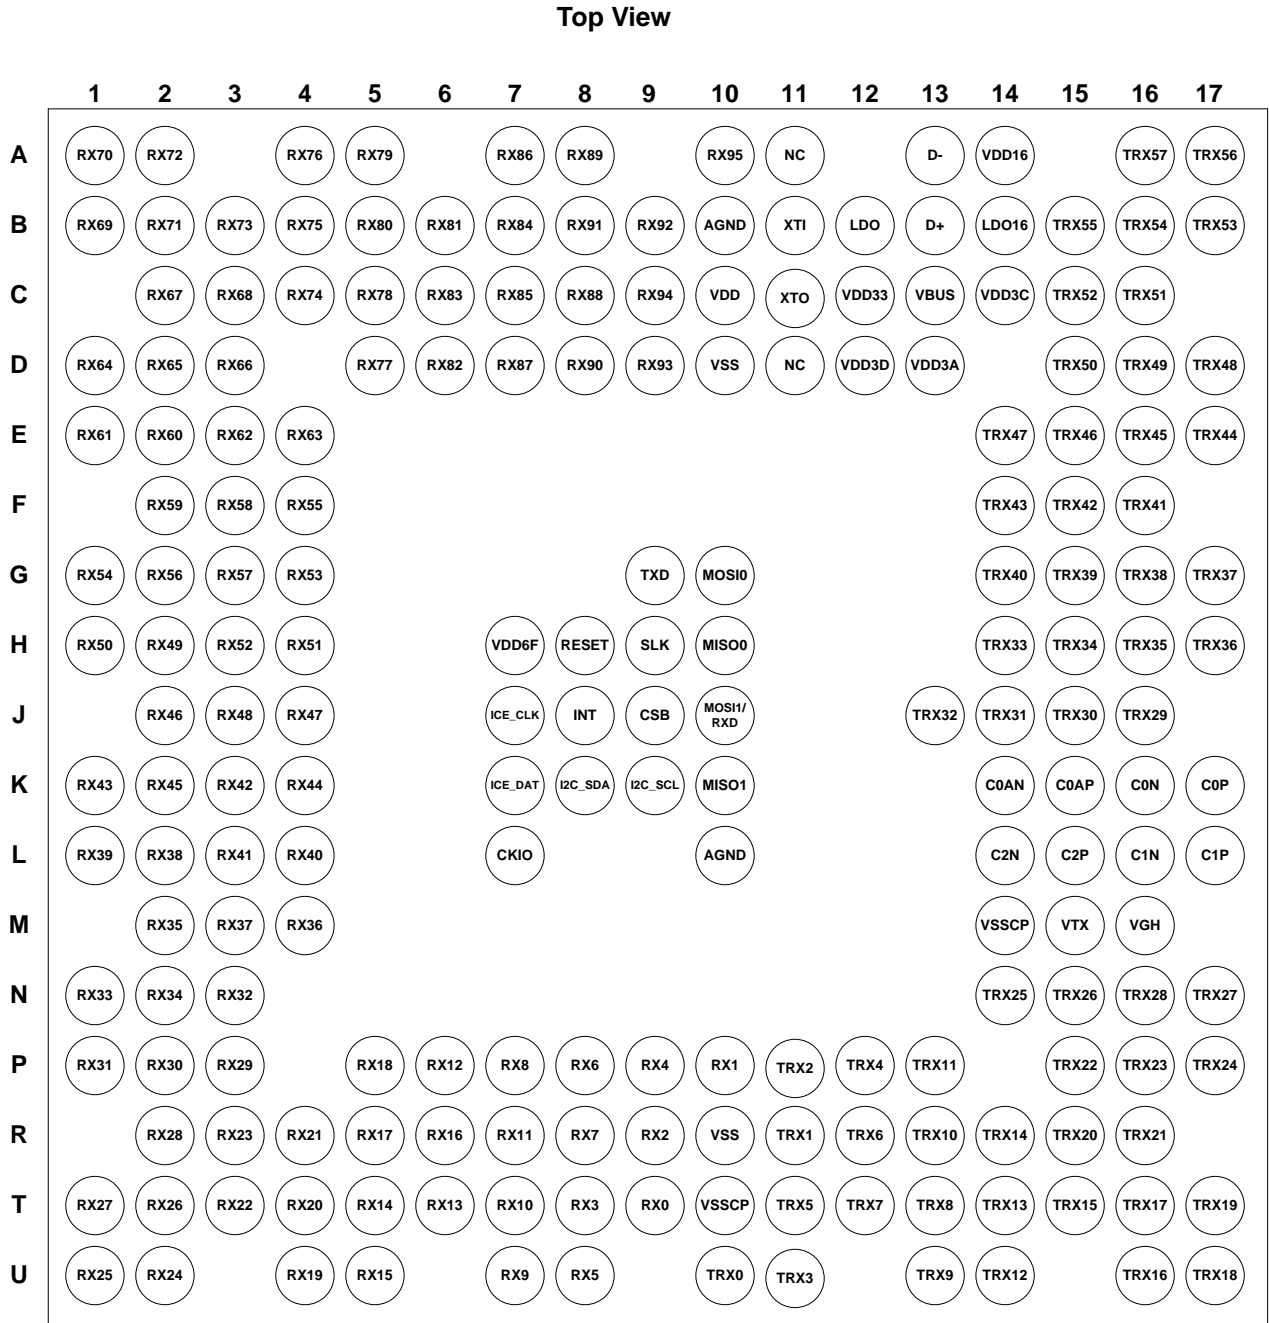 Top View
1 2 3 4 5 6 7 8 9 10 11 12 13 14 15 16 17
A RX70 RX72 RX76 RX79 RX86 RX89 RX95 NC D- VDD16 TRX57 TRX56
B RX69 RX71 RX73 RX75 RX80 RX81 RX84 RX91 RX92 AGND XTI LDO D+ LDO16 TRX55 TRX54 TRX53
C RX67 RX68 RX74 RX78 RX83 RX85 RX88 RX94 VDD XTO VDD33 VBUS VDD3C TRX52 TRX51
D RX64 RX65 RX66 RX77 RX82 RX87 RX90 RX93 VSS NC VDD3D VDD3A TRX50 TRX49 TRX48
E RX61 RX60 RX62 RX63 TRX47 TRX46 TRX45 TRX44
F RX59 RX58 RX55 TRX43 TRX42 TRX41
G RX54 RX56 RX57 RX53 TXD MOSI0 TRX40 TRX39 TRX38 TRX37
H RX50 RX49 RX52 RX51 VDD6F RESET SLK MISO0 TRX33 TRX34 TRX35 TRX36
J RX46 RX48 RX47 ICE_CLK INT CSB MOSI1/ RXD TRX32 TRX31 TRX30 TRX29
K RX43 RX45 RX42 RX44 ICE_DAT I2C_SDA I2C_SCL MISO1 C0AN C0AP C0N C0P
L RX39 RX38 RX41 RX40 CKIO AGND C2N C2P C1N C1P
M RX35 RX37 RX36 VSSCP VTX VGH
N RX33 RX34 RX32 TRX25 TRX26 TRX28 TRX27
P RX31 RX30 RX29 RX18 RX12 RX8 RX6 RX4 RX1 TRX2 TRX4 TRX11 TRX22 TRX23 TRX24
R RX28 RX23 RX21 RX17 RX16 RX11 RX7 RX2 VSS TRX1 TRX6 TRX10 TRX14 TRX20 TRX21
T RX27 RX26 RX22 RX20 RX14 RX13 RX10 RX3 RX0 VSSCP TRX5 TRX7 TRX8 TRX13 TRX15 TRX17 TRX19
U RX25 RX24 RX19 RX15 RX9 RX5 TRX0 TRX3 TRX9 TRX12 TRX16 TRX18